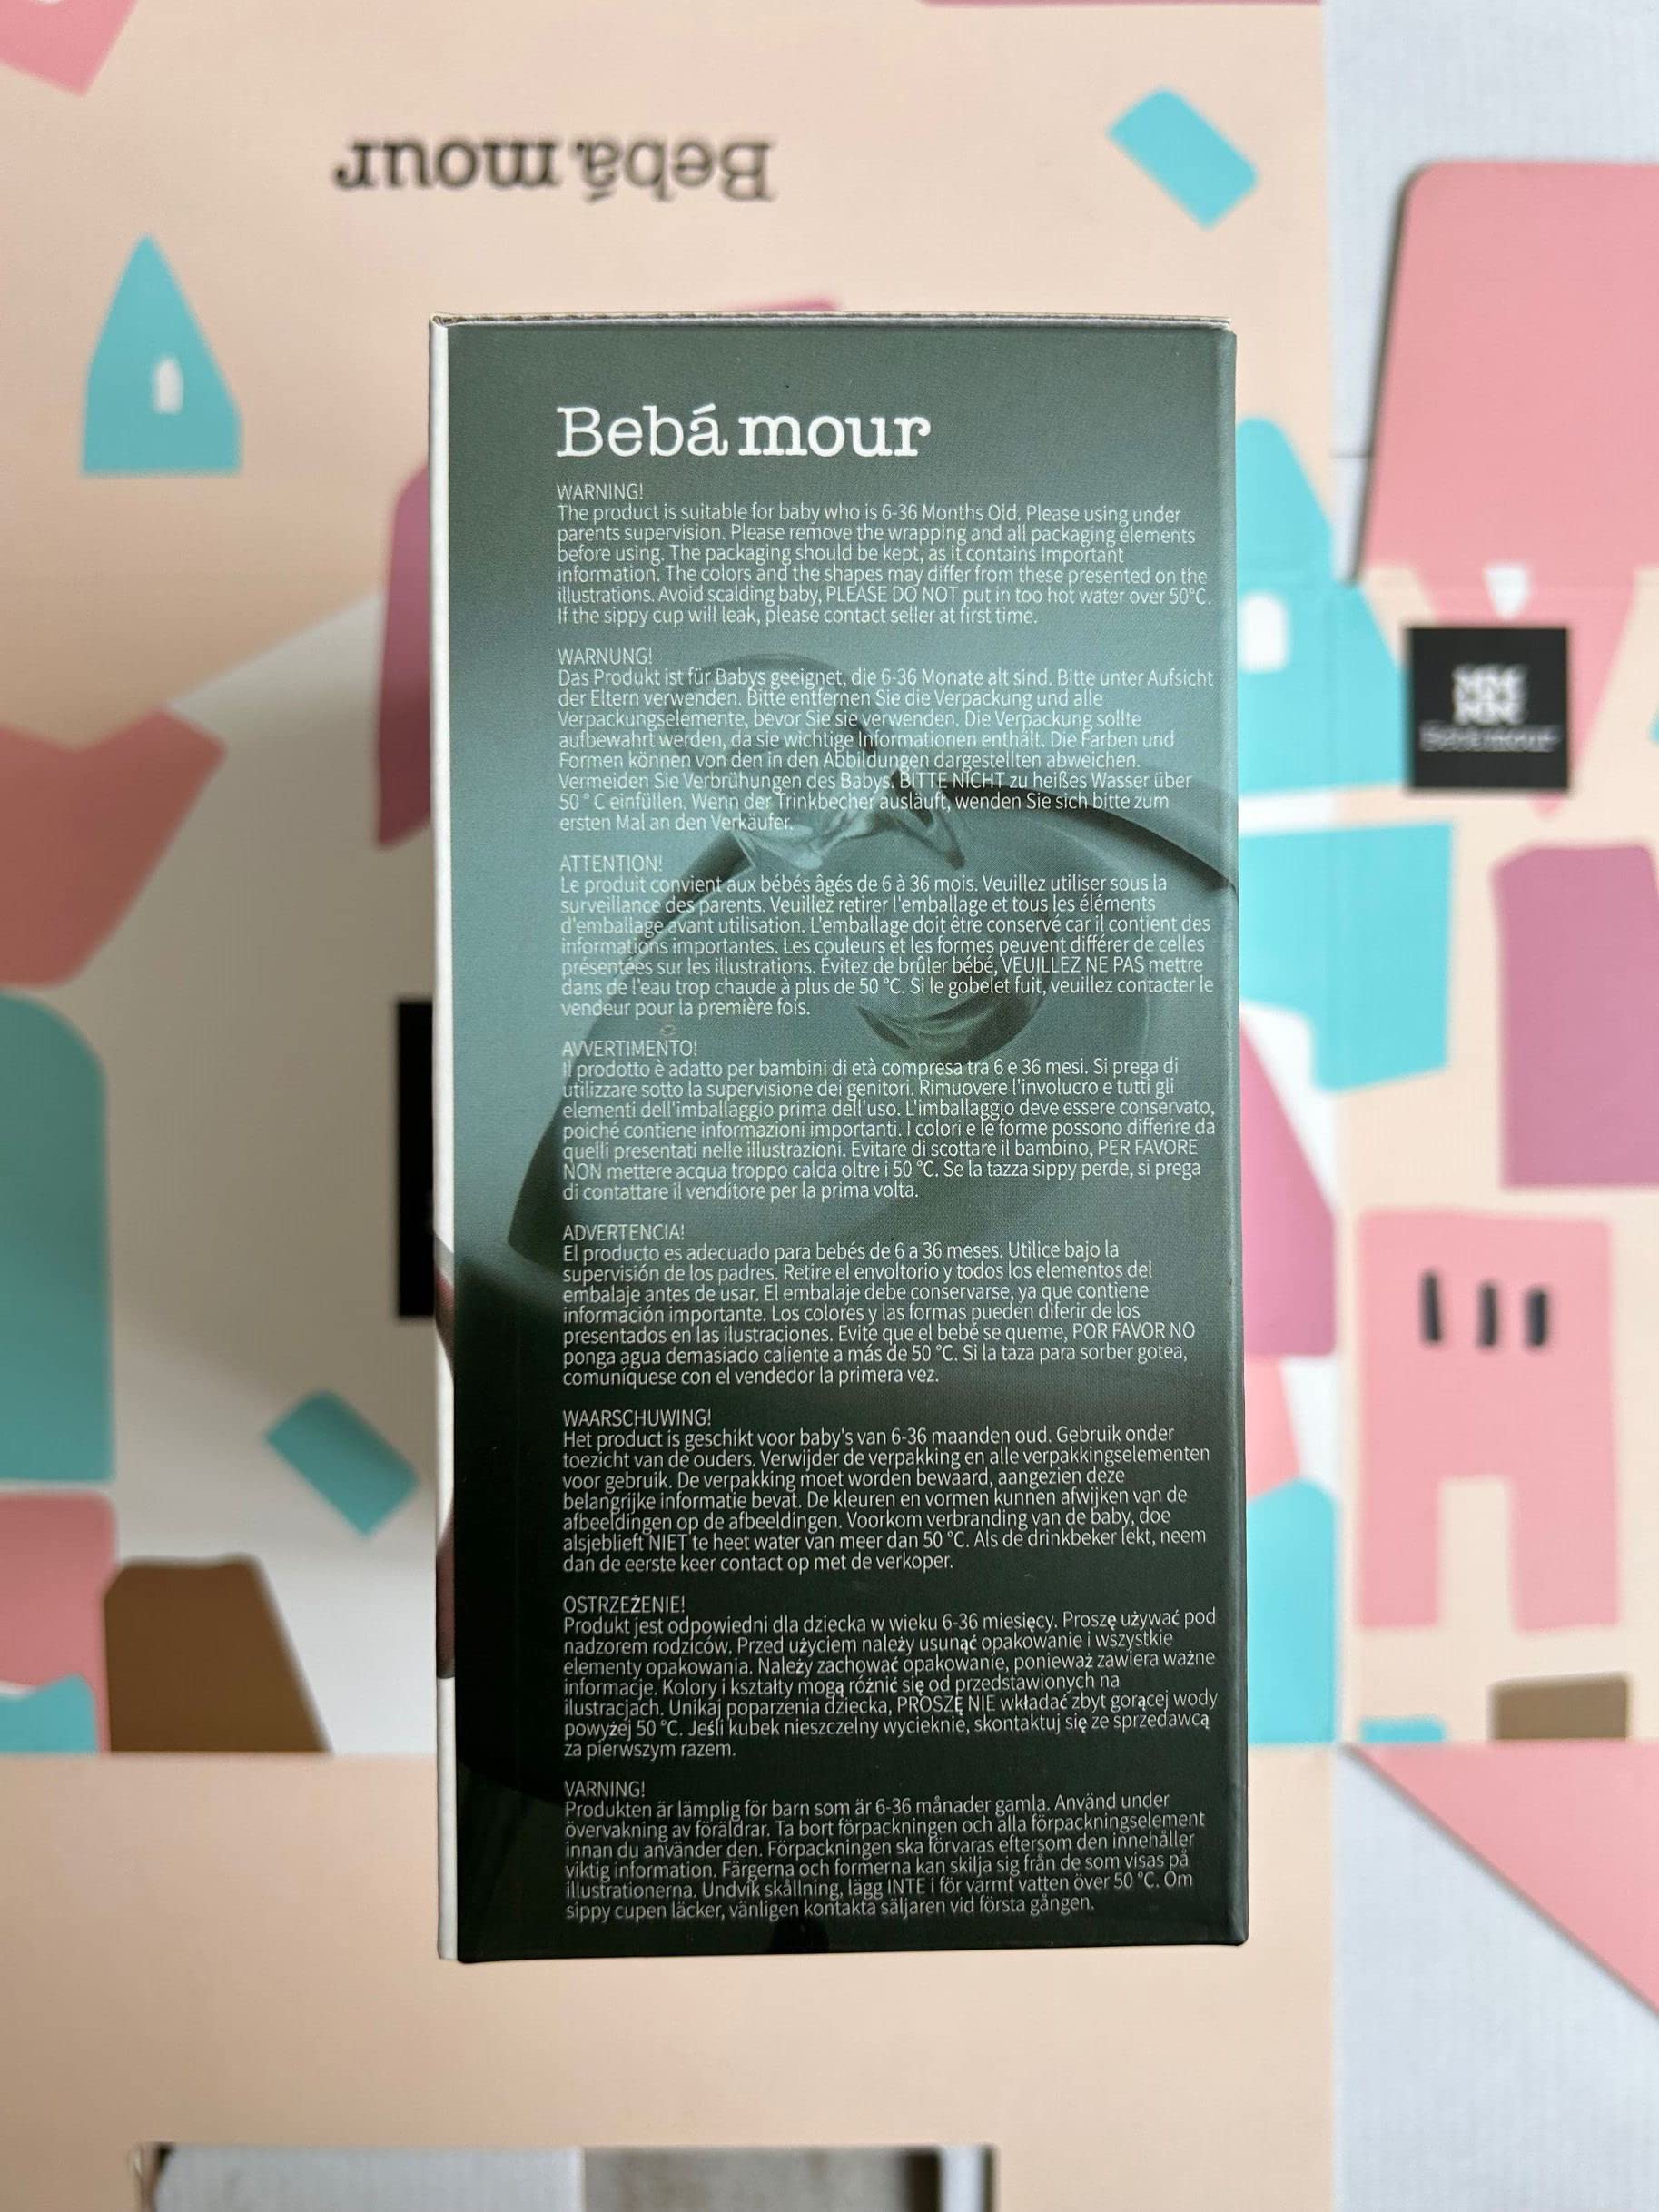 Bebá mour
Bebá mour
WARNING!
The product is suitable for baby who is 6-36 Months Old. Please using under
parents supervision. Please remove the wrapping and all packaging elements
before using. The packaging should be kept, as it contains Important
information. The colors and the shapes may differ from these presented on the
illustrations. Avoid scalding baby, PLEASE DO NOT put in too hot water over 50°C.
If the sippy cup will leak, please contact seller at first time.
WARNUNG!
Das Produkt ist für Babys geeignet, die 6-36 Monate alt sind. Bitte unter Aufsicht
der Eltern verwenden. Bitte entfernen Sie die Verpackung und alle
Verpackungselemente, bevor Sie sie verwenden. Die Verpackung sollte
aufbewahrt werden, da sie wichtige Informationen enthält. Die Farben und
Formen können von den in den Abbildungen dargestellten abweichen.
Vermeiden Sie Verbrühungen des Babys, BITTE NICHT zu heißes Wasser über
50 ° C einfüllen. Wenn der Trinkbecher ausläuft, wenden Sie sich bitte zum
ersten Mal an den Verkäufer.
ATTENTION!
Le produit convient aux bébés âgés de 6 à 36 mois. Veuillez utiliser sous la
surveillance des parents. Veuillez retirer l'emballage et tous les éléments
d'emballage avant utilisation. L'emballage doit être conservé car il contient des
informations importantes. Les couleurs et les formes peuvent différer de celles
présentées sur les illustrations. Évitez de brûler bébé, VEUILLEZ NE PAS mettre
dans de l'eau trop chaude à plus de 50 °C. Si le gobelet fuit, veuillez contacter le
vendeur pour la première fois.
AVVERTIMENTO!
Il prodotto è adatto per bambini di età compresa tra 6 e 36 mesi. Si prega di
utilizzare sotto la supervisione dei genitori. Rimuovere l'involucro e tutti gli
elementi dell'imballaggio prima dell'uso. L'imballaggio deve essere conservato,
poiché contiene informazioni importanti. I colori e le forme possono differire da
quelli presentati nelle illustrazioni. Evitare di scottare il bambino, PER FAVORE
NON mettere acqua troppo calda oltre i 50 °C. Se la tazza sippy perde, si prega
di contattare il venditore per la prima volta.
ADVERTENCIA!
El producto es adecuado para bebés de 6 a 36 meses. Utilice bajo la
supervisión de los padres. Retire el envoltorio y todos los elementos del
embalaje antes de usar. El embalaje debe conservarse, ya que contiene
información importante. Los colores y las formas pueden diferir de los
presentados en las ilustraciones. Evite que el bebé se queme, POR FAVOR NO
ponga agua demasiado caliente a más de 50 °C. Si la taza para sorber gotea,
comuníquese con el vendedor la primera vez.
WAARSCHUWING!
Het product is geschikt voor baby's van 6-36 maanden oud. Gebruik onder
toezicht van de ouders. Verwijder de verpakking en alle verpakkingselementen
voor gebruik. De verpakking moet worden bewaard, aangezien deze
belangrijke informatie bevat. De kleuren en vormen kunnen afwijken van de
afbeeldingen op de afbeeldingen. Voorkom verbranding van de baby, doe
alsjeblieft NIET te heet water van meer dan 50 °C. Als de drinkbeker lekt, neem
dan de eerste keer contact op met de verkoper.
OSTRZEŻENIE!
Produkt jest odpowiedni dla dziecka w wieku 6-36 miesięcy. Proszę używać pod
nadzorem rodziców. Przed użyciem należy usunąć opakowanie i wszystkie
elementy opakowania. Należy zachować opakowanie, ponieważ zawiera ważne
informacje. Kolory i kształty mogą różnić się od przedstawionych na
ilustracjach. Unikaj poparzenia dziecka, PROSZĘ NIE wkładać zbyt gorącej wody
powyżej 50 °C. Jeśli kubek nieszczelny wycieknie, skontaktuj się ze sprzedawcą
za pierwszym razem.
VARNING!
Produkten är lämplig för barn som är 6-36 månader gamla. Använd under
övervakning av föräldrar. Ta bort förpackningen och alla förpackningselement
innan du använder den. Förpackningen ska förvaras eftersom den innehåller
viktig information. Färgerna och formerna kan skilja sig från de som visas på
illustrationerna. Undvik skållning, lägg INTE i för varmt vatten över 50 °C. Om
sippy cupen läcker, vänligen kontakta säljaren vid första gången.
Bebá mour